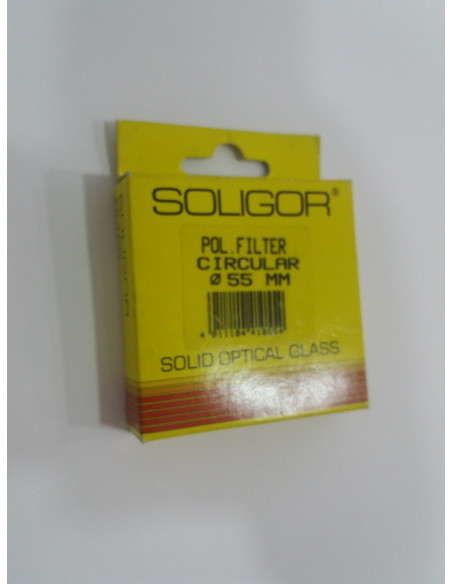 SOLIGOR®
POL.FILTER
CIRCULAR
Ø 55 MM
SOLID OPTICAL GLASS